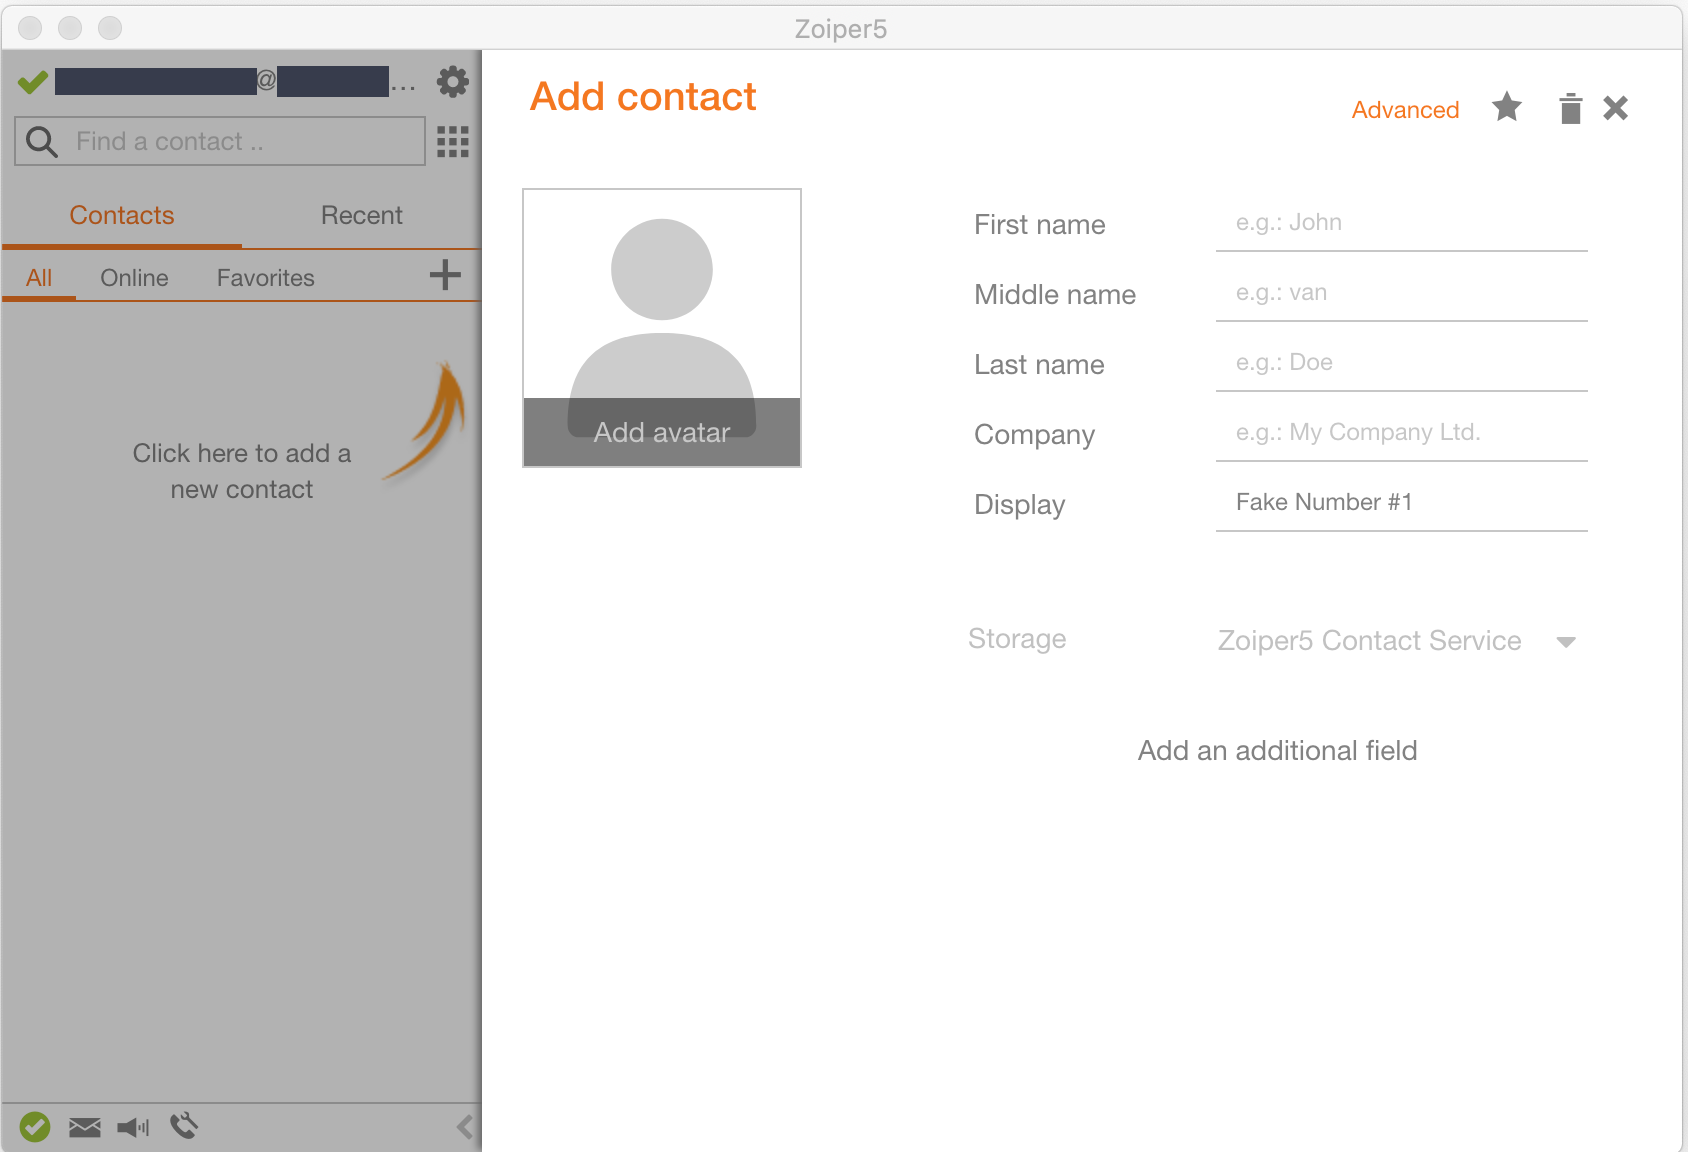 Zoiper5
@ ...
Find a contact ..
Contacts
Recent
All
Online
Favorites
Click here to add a
new contact
Add contact
Advanced
Add avatar
First name
e.g.: John
Middle name
e.g.: van
Last name
e.g.: Doe
Company
e.g.: My Company Ltd.
Display
Fake Number #1
Storage
Zoiper5 Contact Service
Add an additional field